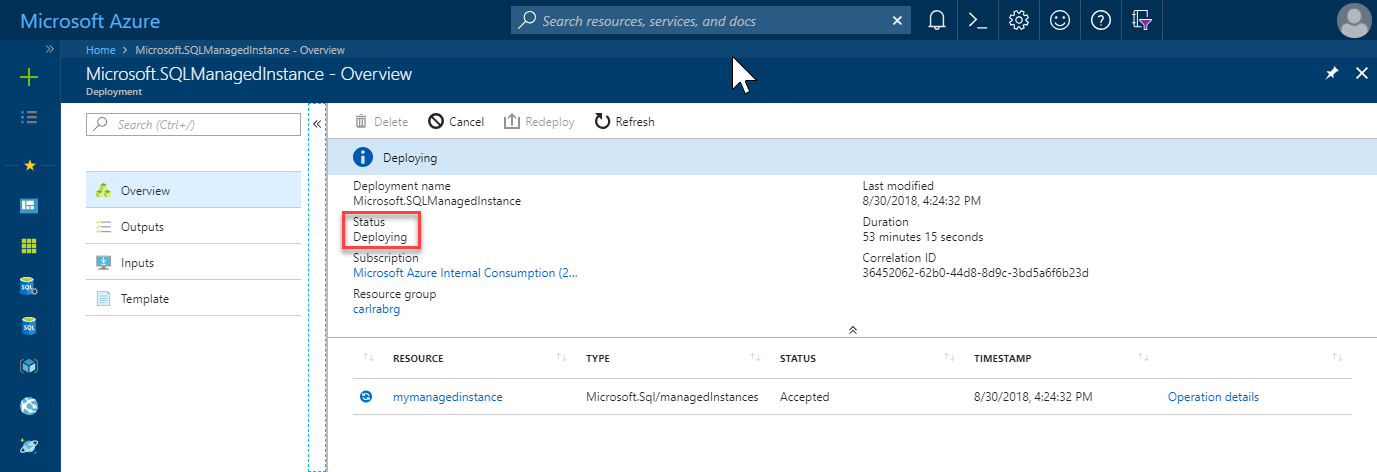 Microsoft Azure
Search resources, services, and docs
Home > Microsoft.SQLManagedInstance - Overview
Microsoft.SQLManagedInstance - Overview
Deployment
Search (Ctrl+/)
Overview
Outputs
Inputs
Template
Delete Cancel Redeploy Refresh
Deploying
Deployment name
Microsoft.SQLManagedInstance
Status
Deploying
Subscription
Microsoft Azure Internal Consumption (2...
Resource group
carlrabrg
Last modified
8/30/2018, 4:24:32 PM
Duration
53 minutes 15 seconds
Correlation ID
36452062-62b0-44d8-8d9c-3bd5a6f6b23d
RESOURCE TYPE STATUS TIMESTAMP
mymanagedinstance Microsoft.Sql/managedInstances Accepted 8/30/2018, 4:24:32 PM Operation details
SQL
SQL